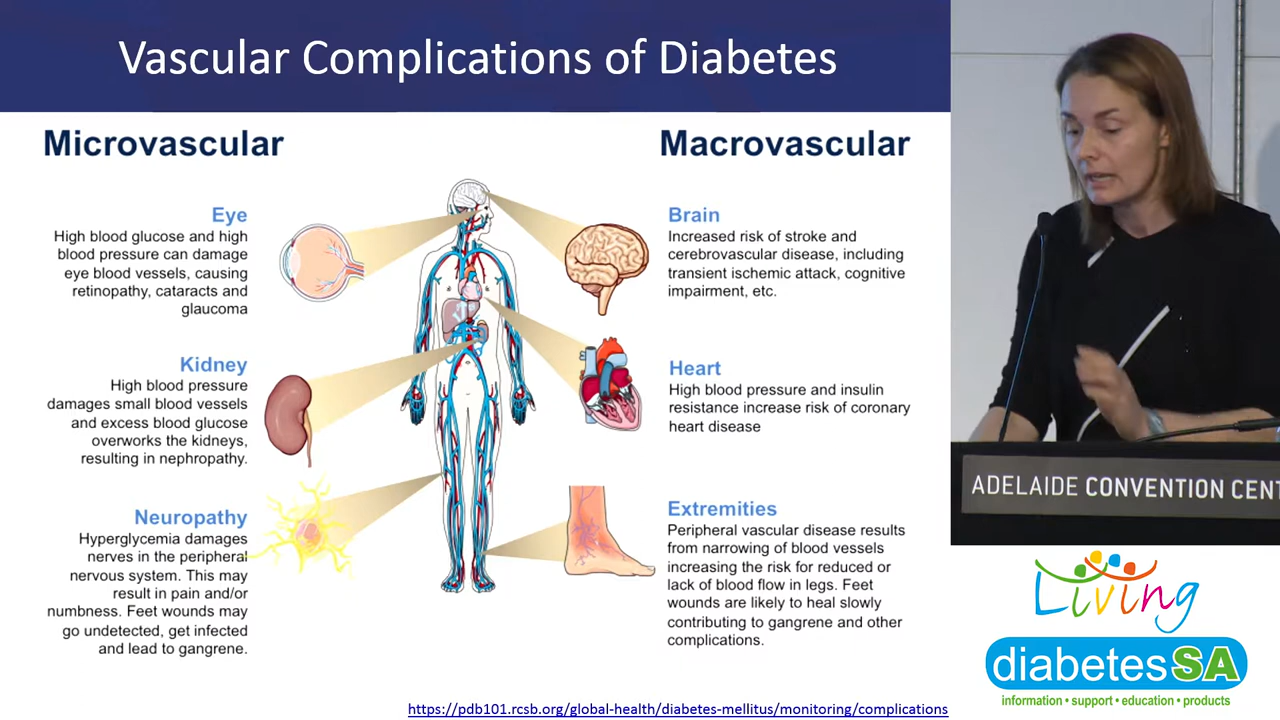 Vascular Complications of Diabetes
Microvascular
Eye
High blood glucose and high
blood pressure can damage
eye blood vessels, causing
retinopathy, cataracts and
glaucoma
Kidney
High blood pressure
damages small blood vessels
and excess blood glucose
overworks the kidneys,
resulting in nephropathy.
Neuropathy
Hyperglycemia damages
nerves in the peripheral
nervous system. This may
result in pain and/or
numbness. Feet wounds may
go undetected, get infected
and lead to gangrene.
Macrovascular
Brain
Increased risk of stroke and
cerebrovascular disease, including
transient ischemic attack, cognitive
impairment, etc.
Heart
High blood pressure and insulin
resistance increase risk of coronary
heart disease
Extremities
Peripheral vascular disease results
from narrowing of blood vessels
increasing the risk for reduced or
lack of blood flow in legs. Feet
wounds are likely to heal slowly
contributing to gangrene and other
complications.
https://pdb101.rcsb.org/global-health/diabetes-mellitus/monitoring/complications
ADELAIDE CONVENTION CENT
Living
diabetesSA
information • support • education • products